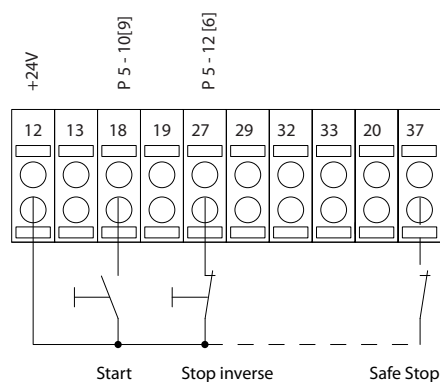 +24V
P 5 - 10[9]
P 5 - 12 [6]
12 13 18 19 27 29 32 33 20 37
Start Stop inverse Safe Stop